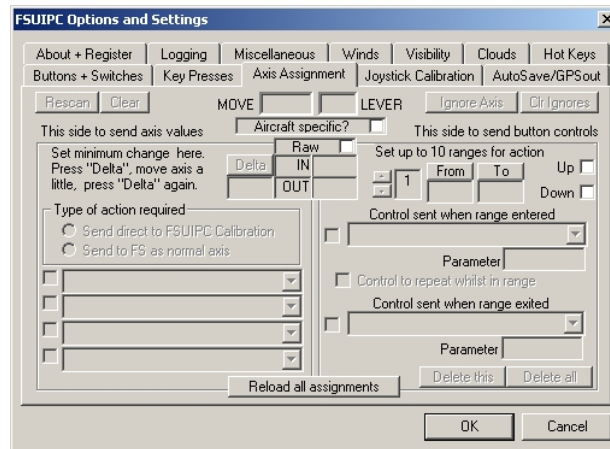 FSUIPC Options and Settings
About + Register Logging Miscellaneous Winds Visibility Clouds Hot Keys
Buttons + Switches Key Presses Axis Assignment Joystick Calibration AutoSave/GPSout
Rescan Clear MOVE LEVER Ignore Axis Clr Ignores
This side to send axis values Aircraft specific? This side to send button controls
Set minimum change here.
Press "Delta", move axis a
little, press "Delta" again.
Raw
Delta IN
OUT
Set up to 10 ranges for action
1 From To Up
Down
Type of action required
Send direct to FSUIPC Calibration
Send to FS as normal axis
Control sent when range entered
Parameter
Control to repeat whilst in range
Control sent when range exited
Parameter
Reload all assignments Delete this Delete all
OK Cancel